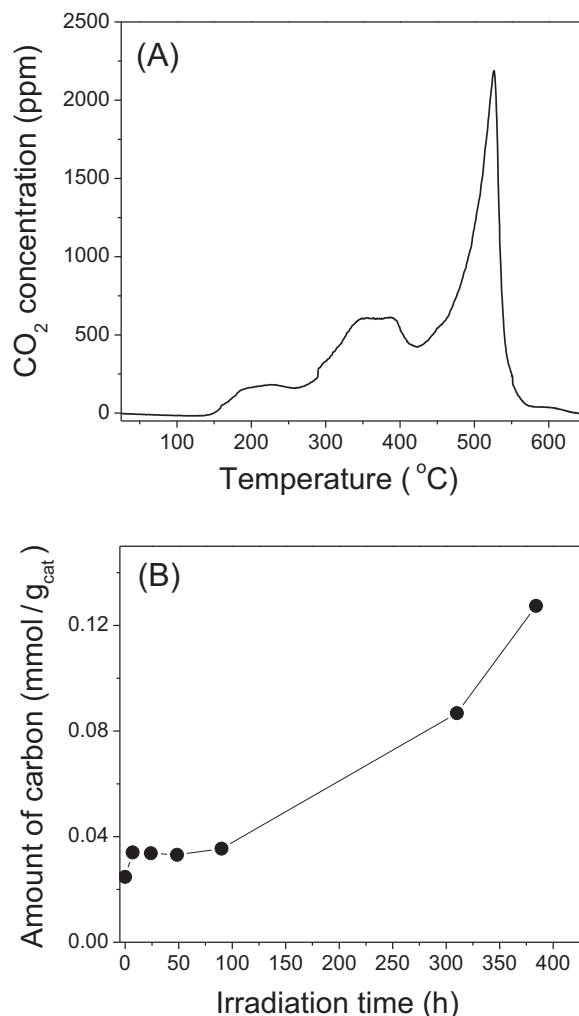 (A)
2500
2000
1500
1000
500
0
CO₂ concentration (ppm)
100 200 300 400 500 600
Temperature ( °C)
(B)
0.12
0.08
0.04
0.00
Amount of carbon (mmol / g_cat)
0 50 100 150 200 250 300 350 400
Irradiation time (h)